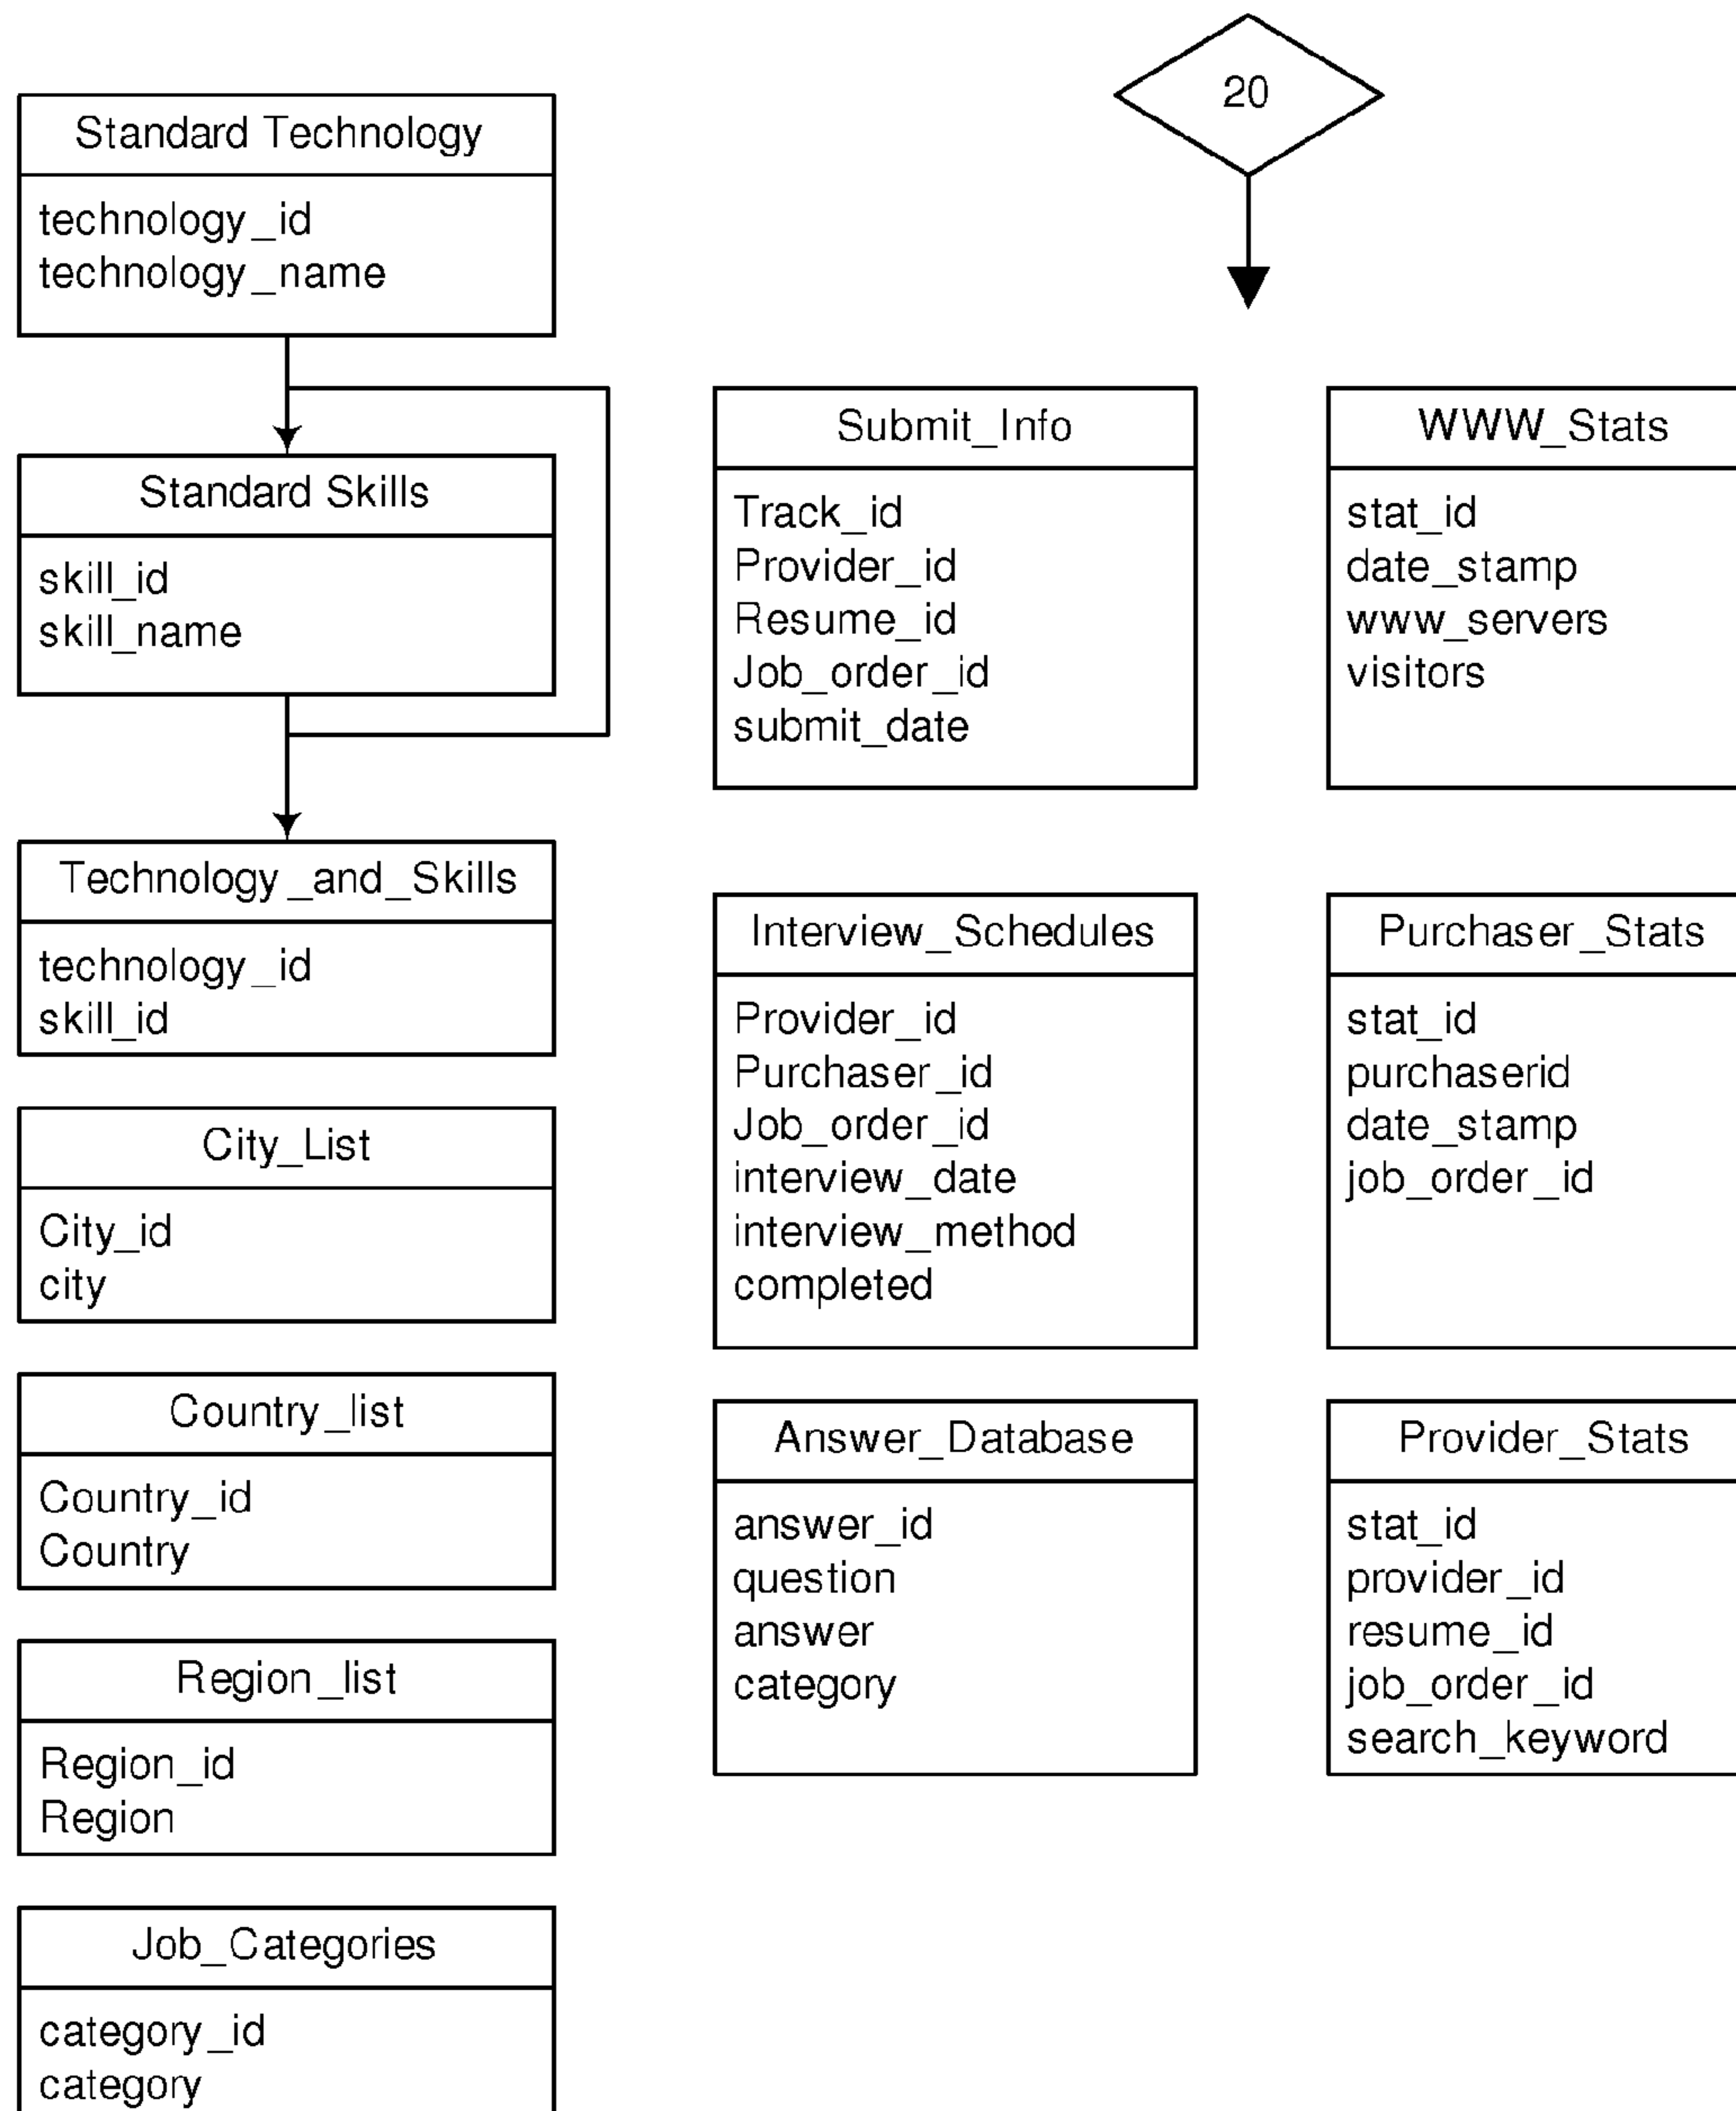 20
Standard Technology
technology_id
technology_name
Standard Skills
skill_id
skill_name
Technology_and_Skills
technology_id
skill_id
City_List
City_id
city
Country_list
Country_id
Country
Region_list
Region_id
Region
Job_Categories
category_id
category
Submit_Info
Track_id
Provider_id
Resume_id
Job_order_id
submit_date
Interview_Schedules
Provider_id
Purchaser_id
Job_order_id
interview_date
interview_method
completed
Answer_Database
answer_id
question
answer
category
WWW_Stats
stat_id
date_stamp
www_servers
visitors
Purchaser_Stats
stat_id
purchaserid
date_stamp
job_order_id
Provider_Stats
stat_id
provider_id
resume_id
job_order_id
search_keyword